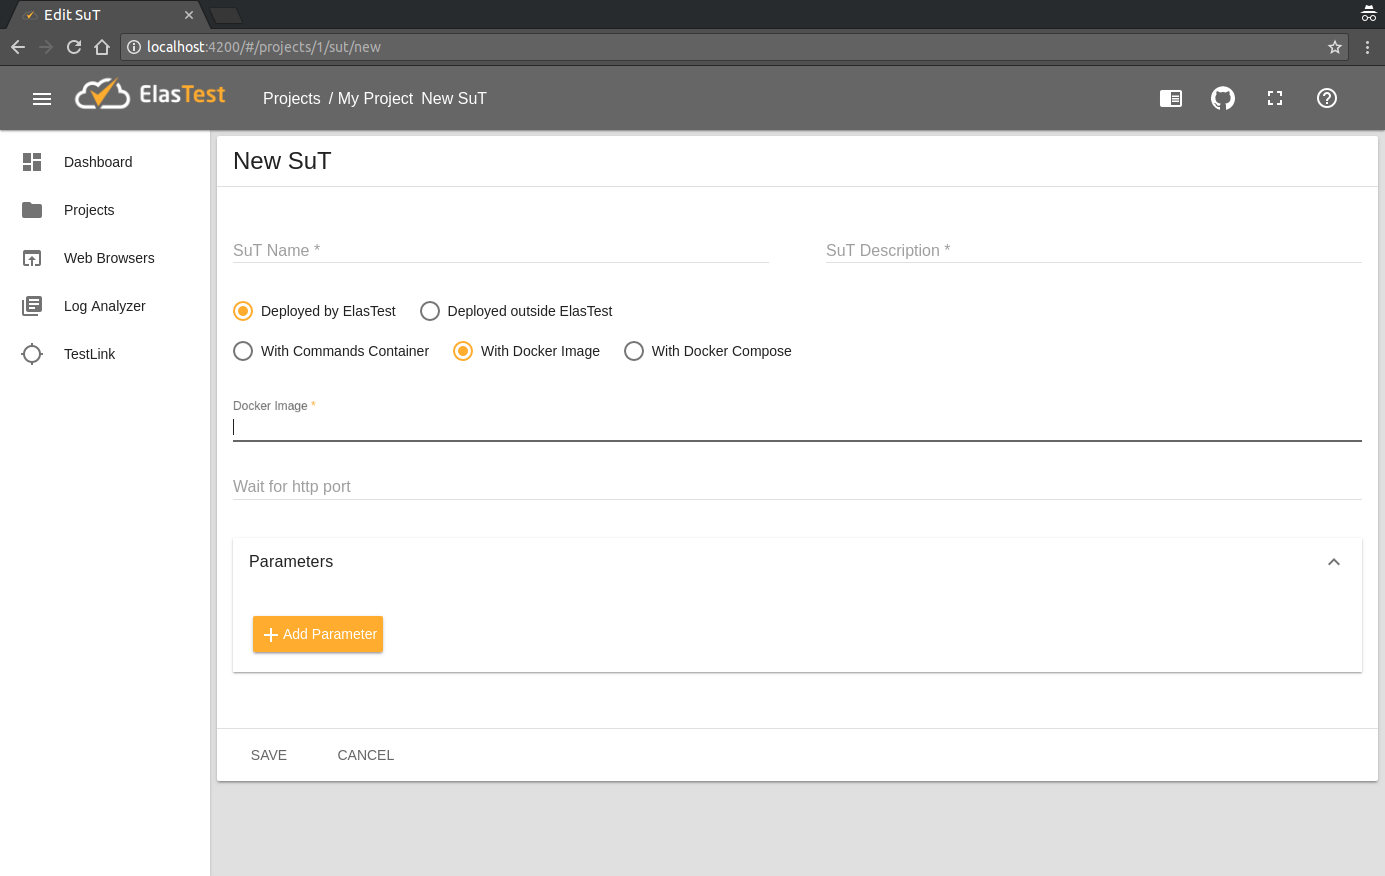 Edit SuT
localhost:4200/#/projects/1/sut/new
ElasTest
Projects / My Project New SuT
Dashboard
Projects
Web Browsers
Log Analyzer
TestLink
New SuT
SuT Name *
SuT Description *
Deployed by ElasTest
Deployed outside ElasTest
With Commands Container
With Docker Image
With Docker Compose
Docker Image *
Wait for http port
Parameters
Add Parameter
SAVE
CANCEL